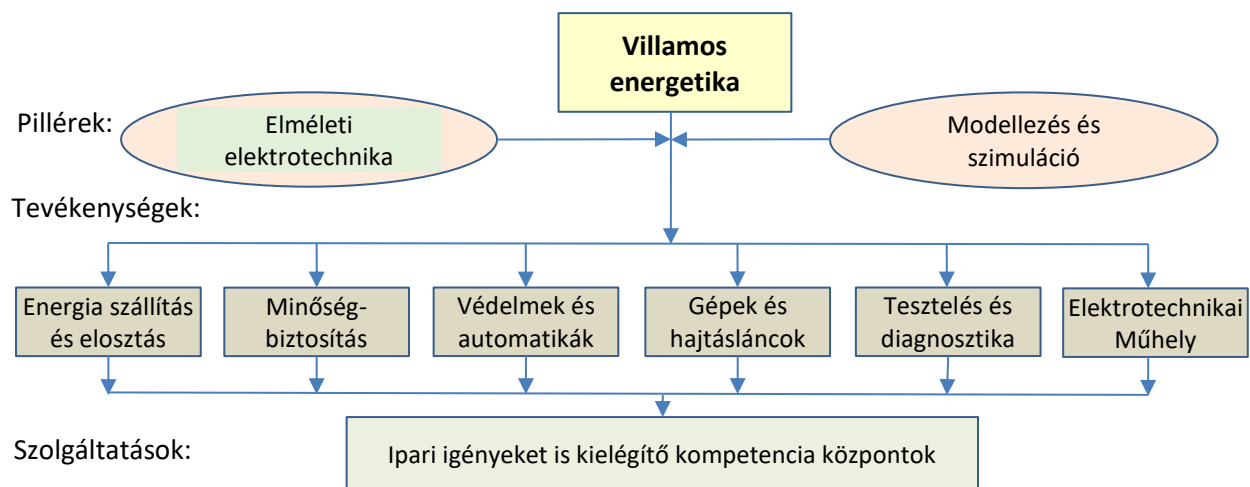 Villamos
energetika
Pillérek:
Elméleti
elektrotechnika
Modellezés és
szimuláció
Tevékenységek:
Energia szállítás
és elosztás
Minőség-
biztosítás
Védelmek és
automatikák
Gépek és
hajtásláncok
Tesztelés és
diagnosztika
Elektrotechnikai
Műhely
Szolgáltatások:
Ipari igényeket is kielégítő kompetencia központok